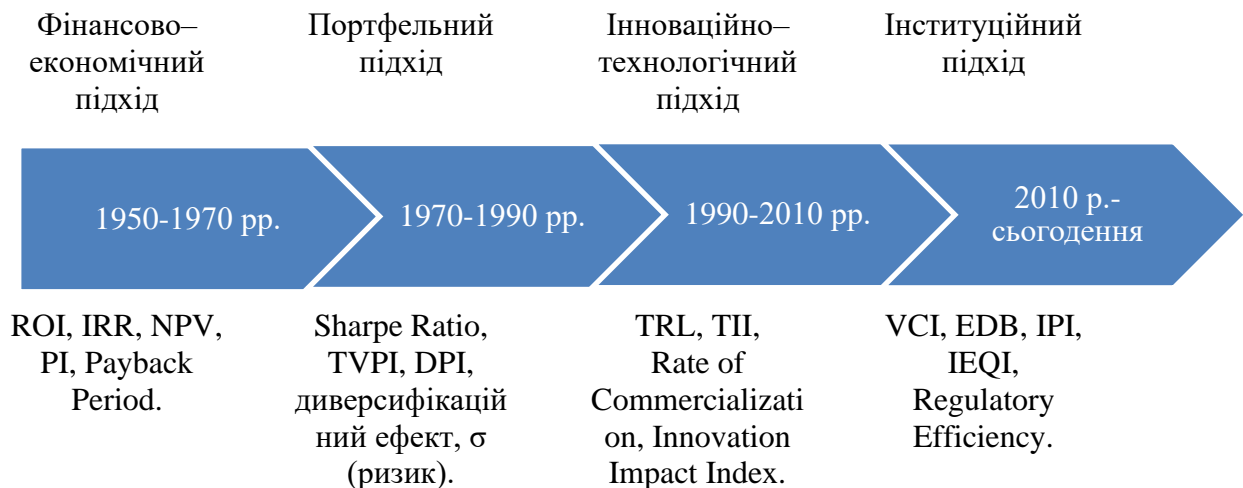 Фінансово–
економічний
підхід
Портфельний
підхід
Інноваційно–
технологічний
підхід
Інституційний
підхід
1950-1970 рр.
1970-1990 рр.
1990-2010 рр.
2010 р.-
сьогодення
ROI, IRR, NPV,
PI, Payback
Period.
Sharpe Ratio,
TVPI, DPI,
диверсифікацій
ний ефект, σ
(ризик).
TRL, TII,
Rate of
Commercializati
on, Innovation
Impact Index.
VCI, EDB, IPI,
IEQI,
Regulatory
Efficiency.